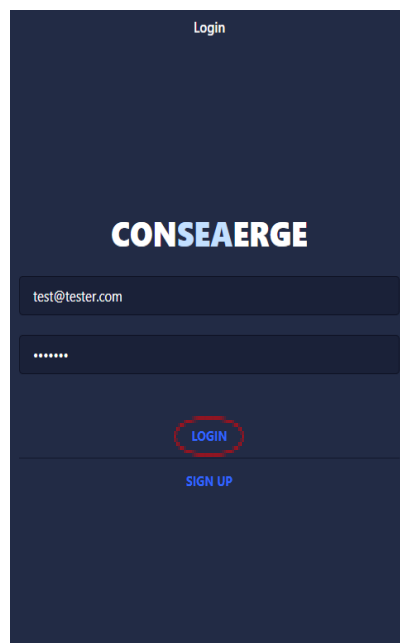 Login
CONSEAERGE
test@tester.com
•••••••
LOGIN
SIGN UP